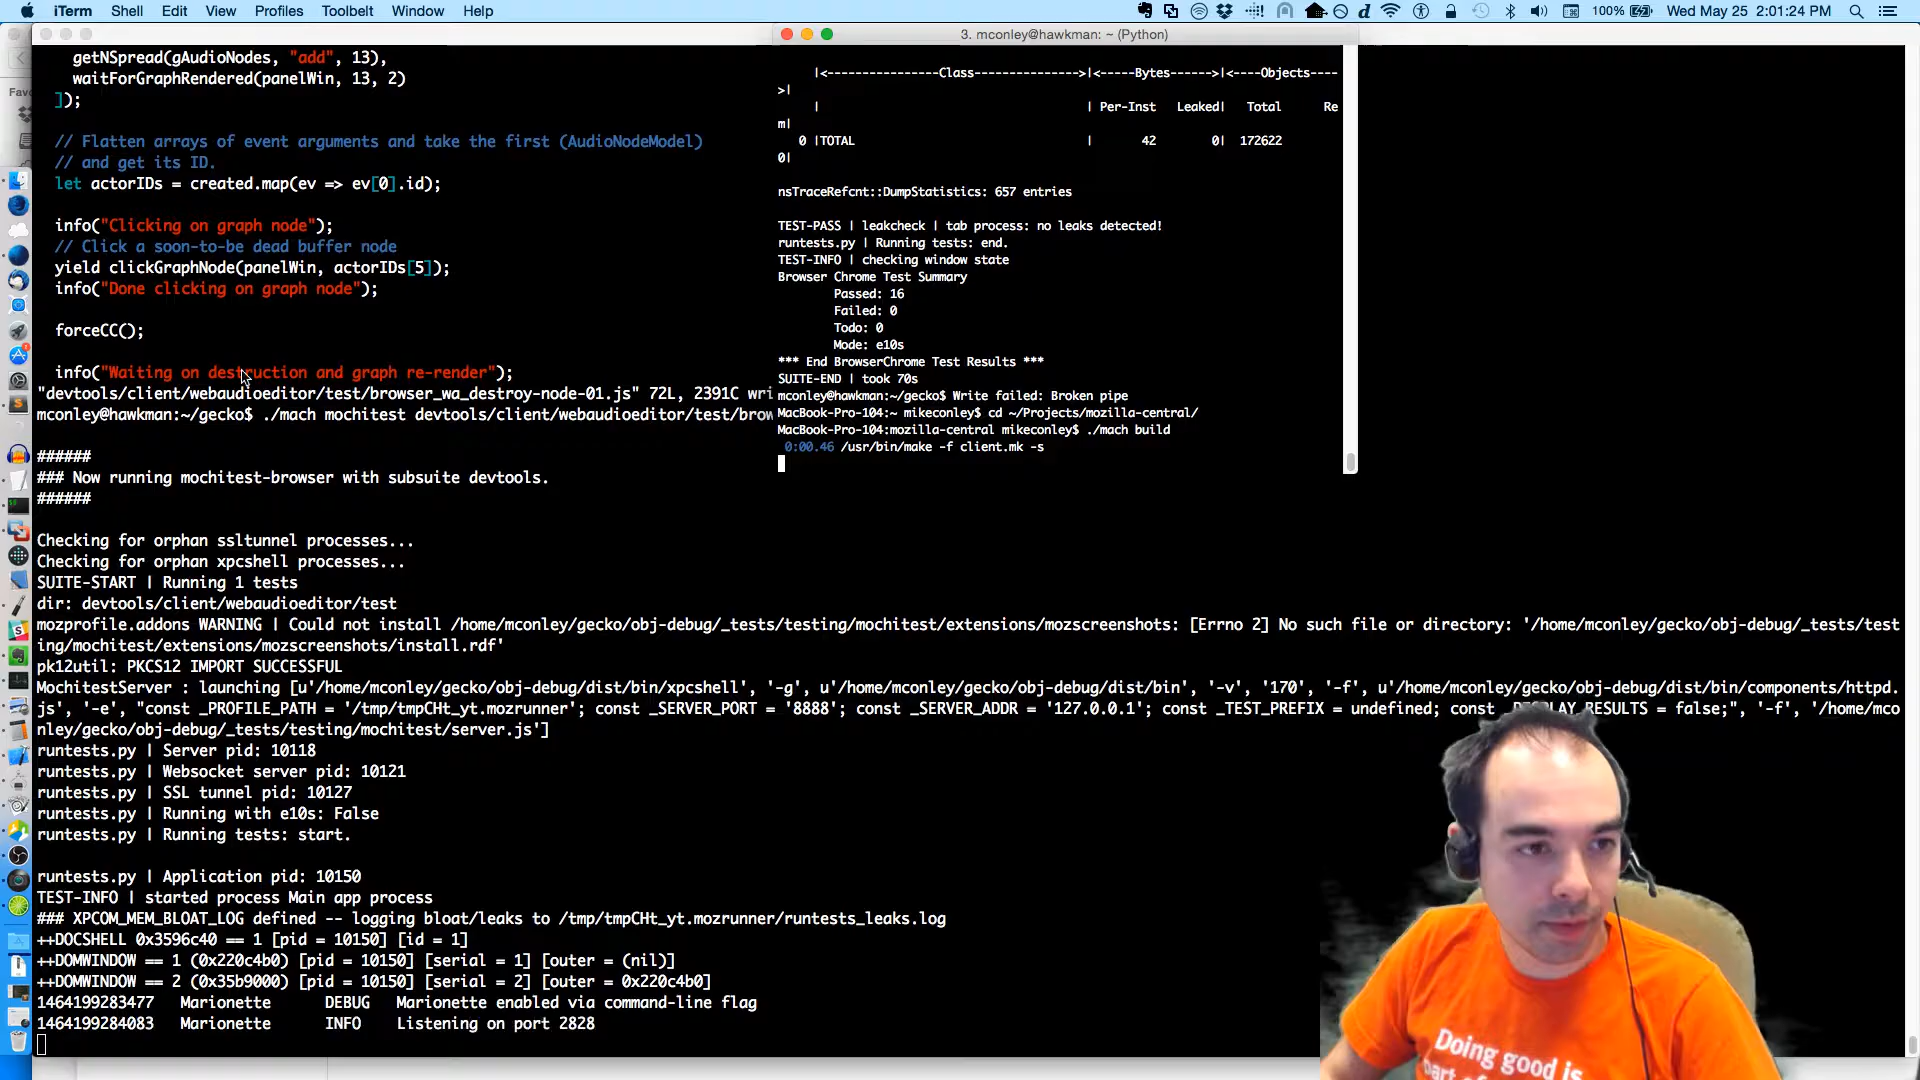 iTerm Shell Edit View Profiles Toolbelt Window Help
100% Wed May 25 2:01:24 PM
3. mconley@hawkman: ~ (Python)
getNSpread(gAudioNodes, "add", 13),
waitForGraphRendered(panelWin, 13, 2)
]);
// Flatten arrays of event arguments and take the first (AudioNodeModel)
// and get its ID.
let actorIDs = created.map(ev => ev[0].id);
info("Clicking on graph node");
// Click a soon-to-be dead buffer node
yield clickGraphNode(panelWin, actorIDs[5]);
info("Done clicking on graph node");
forceCC();
info("Waiting on destruction and graph re-render");
"devtools/client/webaudioeditor/test/browser_wa_destroy-node-01.js" 72L, 2391C wri
mconley@hawkman:~/gecko$ ./mach mochitest devtools/client/webaudioeditor/test/brow
######
### Now running mochitest-browser with subsuite devtools.
######
Checking for orphan ssltunnel processes...
Checking for orphan xpcshell processes...
SUITE-START | Running 1 tests
dir: devtools/client/webaudioeditor/test
mozprofile.addons WARNING | Could not install /home/mconley/gecko/obj-debug/_tests/testing/mochitest/extensions/mozscreenshots: [Errno 2] No such file or directory: '/home/mconley/gecko/obj-debug/_tests/test
ing/mochitest/extensions/mozscreenshots/install.rdf'
pk12util: PKCS12 IMPORT SUCCESSFUL
MochitestServer : launching [u'/home/mconley/gecko/obj-debug/dist/bin/xpcshell', '-g', u'/home/mconley/gecko/obj-debug/dist/bin', '-v', '170', '-f', u'/home/mconley/gecko/obj-debug/dist/bin/components/httpd.
js', '-e', "const _PROFILE_PATH = '/tmp/tmpCHt_yt.mozrunner'; const _SERVER_PORT = '8888'; const _SERVER_ADDR = '127.0.0.1'; const _TEST_PREFIX = undefined; const _DISPLAY_RESULTS = false;", '-f', '/home/mco
nley/gecko/obj-debug/_tests/testing/mochitest/server.js']
runtests.py | Server pid: 10118
runtests.py | Websocket server pid: 10121
runtests.py | SSL tunnel pid: 10127
runtests.py | Running with e10s: False
runtests.py | Running tests: start.
runtests.py | Application pid: 10150
TEST-INFO | started process Main app process
### XPCOM_MEM_BLOAT_LOG defined -- logging bloat/leaks to /tmp/tmpCHt_yt.mozrunner/runtests_leaks.log
++DOCSHELL 0x3596c40 == 1 [pid = 10150] [id = 1]
++DOMWINDOW == 1 (0x220c4b0) [pid = 10150] [serial = 1] [outer = (nil)]
++DOMWINDOW == 2 (0x35b9000) [pid = 10150] [serial = 2] [outer = 0x220c4b0]
1464199283477 Marionette DEBUG Marionette enabled via command-line flag
1464199284083 Marionette INFO Listening on port 2828
|<----------------Class--------------->|<-----Bytes------>|<----Objects----
>|
| | Per-Inst Leaked| Total Re
m|
0 |TOTAL | 42 0| 172622
0|
nsTraceRefcnt::DumpStatistics: 657 entries
TEST-PASS | leakcheck | tab process: no leaks detected!
runtests.py | Running tests: end.
TEST-INFO | checking window state
Browser Chrome Test Summary
Passed: 16
Failed: 0
Todo: 0
Mode: e10s
*** End BrowserChrome Test Results ***
SUITE-END | took 70s
mconley@hawkman:~/gecko$ Write failed: Broken pipe
MacBook-Pro-104:~ mikeconley$ cd ~/Projects/mozilla-central/
MacBook-Pro-104:mozilla-central mikeconley$ ./mach build
0:00.46 /usr/bin/make -f client.mk -s
Fav
Doing good is
part of